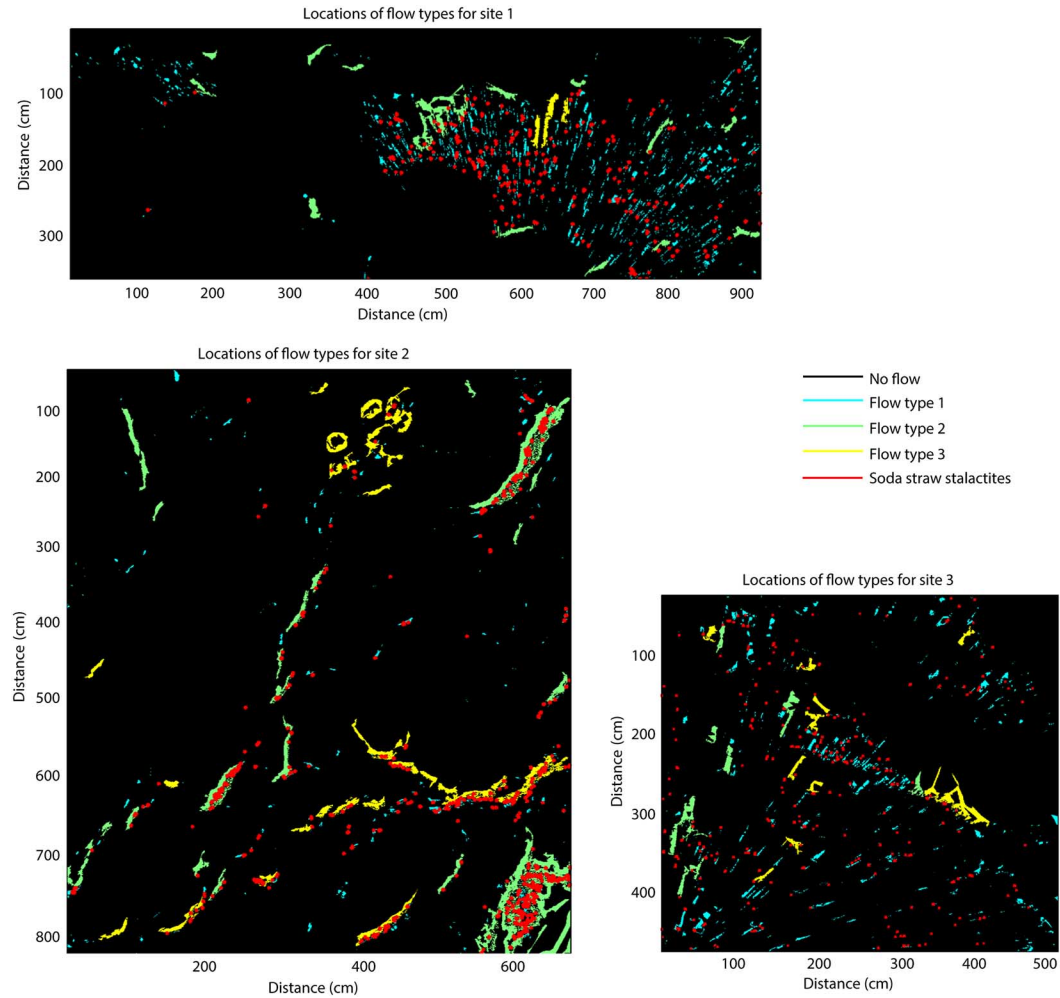 Locations of flow types for site 1
Distance (cm)
100
200
300
100 200 300 400 500 600 700 800 900
Distance (cm)
Locations of flow types for site 2
Distance (cm)
100
200
300
400
500
600
700
800
200 400 600
Distance (cm)
No flow
Flow type 1
Flow type 2
Flow type 3
Soda straw stalactites
Locations of flow types for site 3
Distance (cm)
100
200
300
400
100 200 300 400 500
Distance (cm)